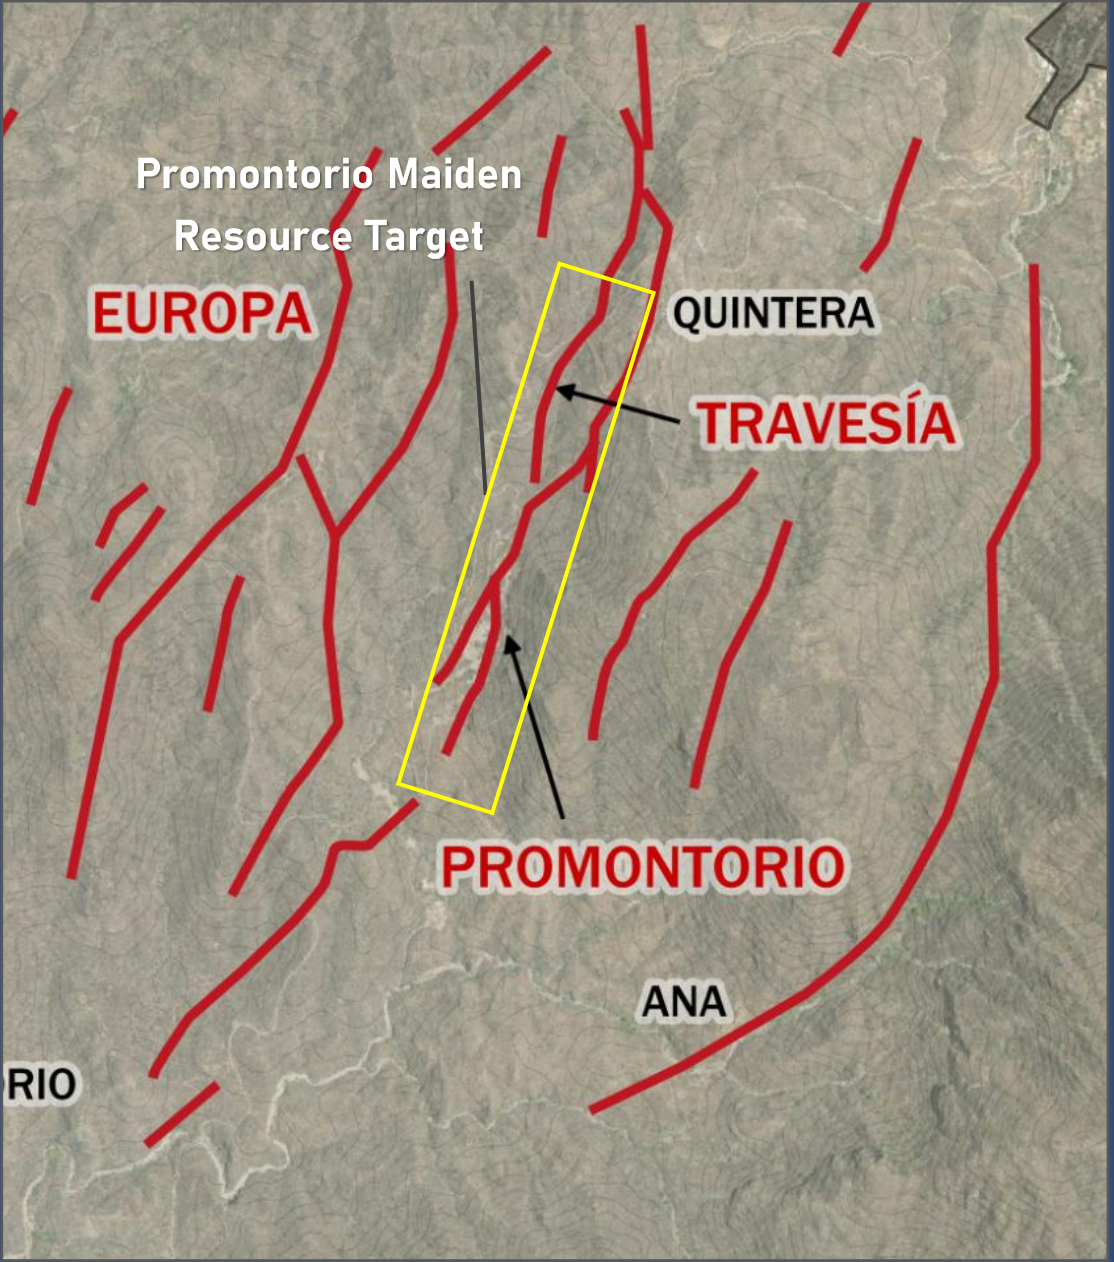 Promontorio Maiden
Resource Target
EUROPA
QUINTERA
TRAVESÍA
PROMONTORIO
ANA
RIO